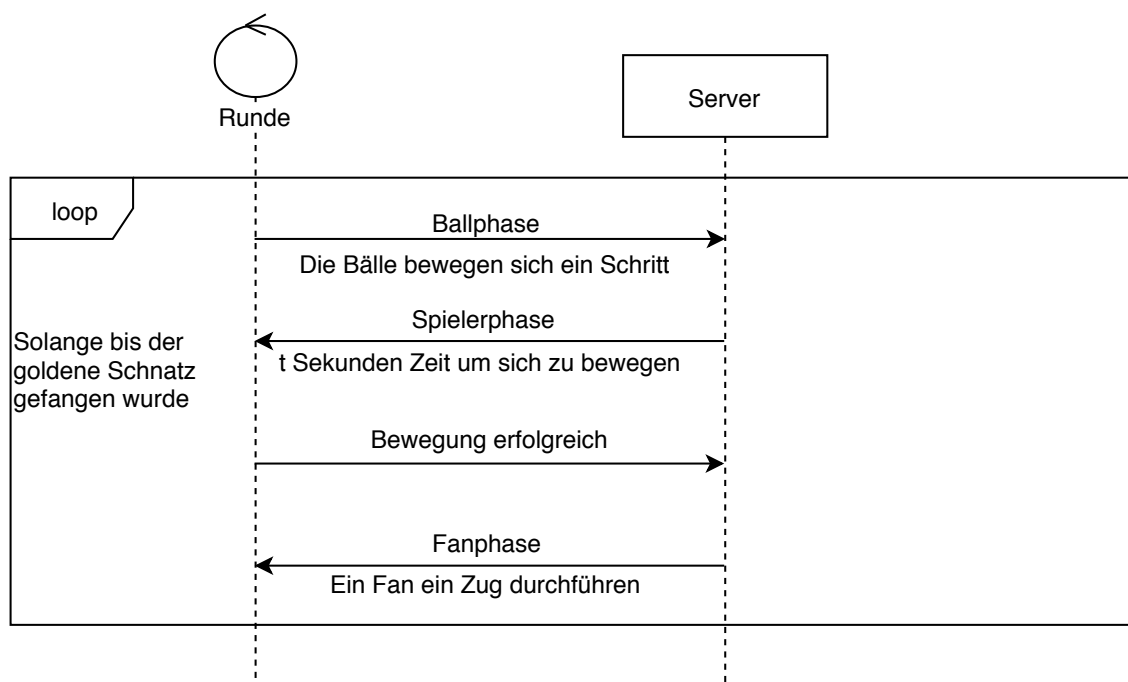 Runde
Server
loop
Ballphase
Die Bälle bewegen sich ein Schritt
Spielerphase
t Sekunden Zeit um sich zu bewegen
Solange bis der
goldene Schnatz
gefangen wurde
Bewegung erfolgreich
Fanphase
Ein Fan ein Zug durchführen